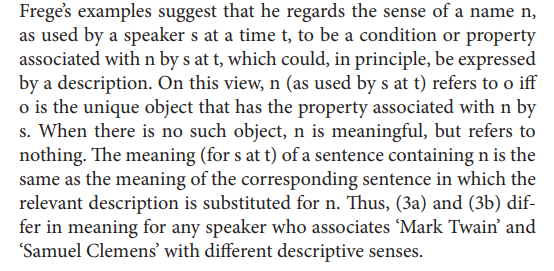 Frege’s examples suggest that he regards the sense of a name n,
as used by a speaker s at a time t, to be a condition or property
associated with n by s at t, which could, in principle, be expressed
by a description. On this view, n (as used by s at t) refers to o iff
o is the unique object that has the property associated with n by
s. When there is no such object, n is meaningful, but refers to
nothing. The meaning (for s at t) of a sentence containing n is the
same as the meaning of the corresponding sentence in which the
relevant description is substituted for n. Thus, (3a) and (3b) dif-
fer in meaning for any speaker who associates ‘Mark Twain’ and
‘Samuel Clemens’ with different descriptive senses.